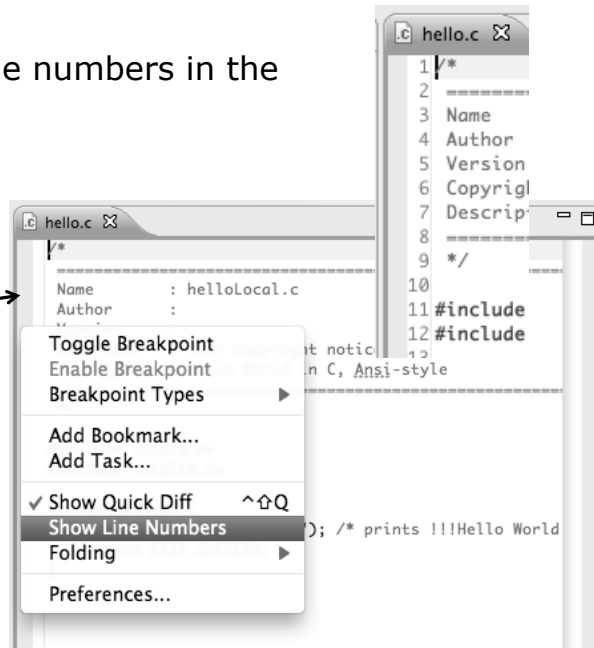 e numbers in the
hello.c
1 /*
2 ========
3 Name
4 Author
5 Version
6 Copyrigh
7 Descrip
8 ========
9 */
10
11 #include
12 #include
hello.c
/*
Name : helloLocal.c
Author :
notic
n C, Ansi-style
"); /* prints !!!Hello World
Toggle Breakpoint
Enable Breakpoint
Breakpoint Types
Add Bookmark...
Add Task...
✓ Show Quick Diff ^⇧Q
Show Line Numbers
Folding
Preferences...